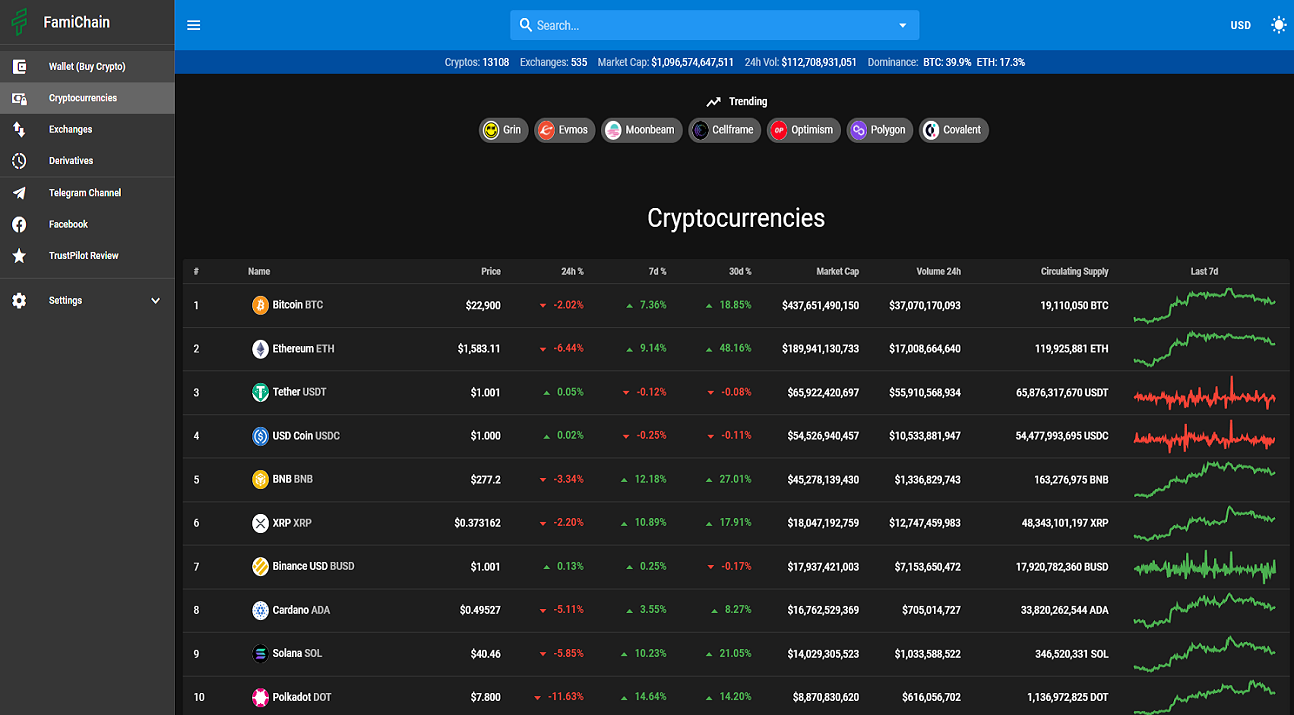 FamiChain
Search...
USD
Cryptos: 13108 Exchanges: 535 Market Cap: $1,096,574,647,511 24h Vol: $112,708,931,051 Dominance: BTC: 39.9% ETH: 17.3%
Wallet (Buy Crypto)
Cryptocurrencies
Exchanges
Derivatives
Telegram Channel
Facebook
TrustPilot Review
Settings
Trending
Grin Evmos Moonbeam Cellframe Optimism Polygon Covalent
Cryptocurrencies
# Name Price 24h % 7d % 30d % Market Cap Volume 24h Circulating Supply Last 7d
1 Bitcoin BTC $22,900 -2.02% 7.36% 18.85% $437,651,490,150 $37,070,170,093 19,110,050 BTC
2 Ethereum ETH $1,583.11 -6.44% 9.14% 48.16% $189,941,130,733 $17,008,664,640 119,925,881 ETH
3 Tether USDT $1.001 0.05% -0.12% -0.08% $65,922,420,697 $55,910,568,934 65,876,317,670 USDT
4 USD Coin USDC $1.000 0.02% -0.25% -0.11% $54,526,940,457 $10,533,881,947 54,477,993,695 USDC
5 BNB BNB $277.2 -3.34% 12.18% 27.01% $45,278,139,430 $1,336,829,743 163,276,975 BNB
6 XRP XRP $0.373162 -2.20% 10.89% 17.91% $18,047,192,759 $12,747,459,983 48,343,101,197 XRP
7 Binance USD BUSD $1.001 0.13% 0.25% -0.17% $17,937,421,003 $7,153,650,472 17,920,782,360 BUSD
8 Cardano ADA $0.49527 -5.11% 3.55% 8.27% $16,762,529,369 $705,014,727 33,820,262,544 ADA
9 Solana SOL $40.46 -5.85% 10.23% 21.05% $14,029,305,523 $1,033,588,522 346,520,331 SOL
10 Polkadot DOT $7.800 -11.63% 14.64% 14.20% $8,870,830,620 $616,056,702 1,136,972,825 DOT